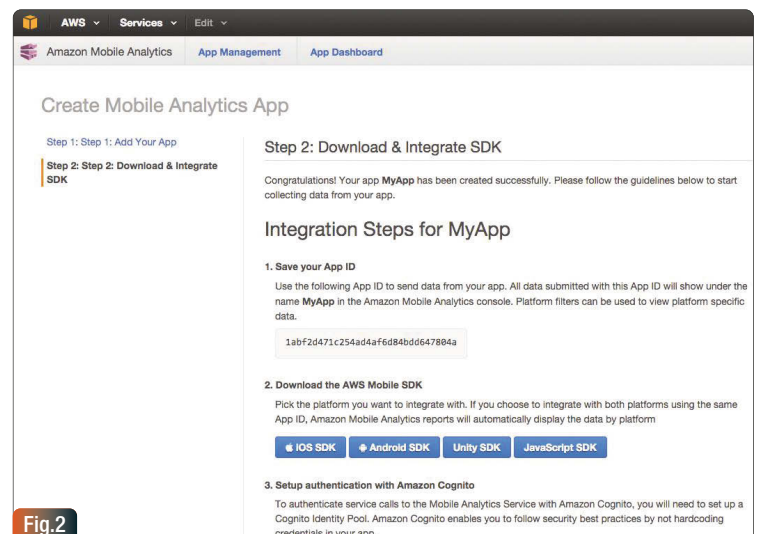 AWS Services Edit
Amazon Mobile Analytics App Management App Dashboard
Create Mobile Analytics App
Step 1: Step 1: Add Your App
Step 2: Step 2: Download & Integrate
SDK
Step 2: Download & Integrate SDK
Congratulations! Your app MyApp has been created successfully. Please follow the guidelines below to start
collecting data from your app.
Integration Steps for MyApp
1. Save your App ID
Use the following App ID to send data from your app. All data submitted with this App ID will show under the
name MyApp in the Amazon Mobile Analytics console. Platform filters can be used to view platform specific
data.
1abf2d471c254ad4af6d84bdd647804a
2. Download the AWS Mobile SDK
Pick the platform you want to integrate with. If you choose to integrate with both platforms using the same
App ID, Amazon Mobile Analytics reports will automatically display the data by platform
iOS SDK Android SDK Unity SDK JavaScript SDK
3. Setup authentication with Amazon Cognito
To authenticate service calls to the Mobile Analytics Service with Amazon Cognito, you will need to set up a
Cognito Identity Pool. Amazon Cognito enables you to follow security best practices by not hardcoding
credentials in your app.
Fig.2